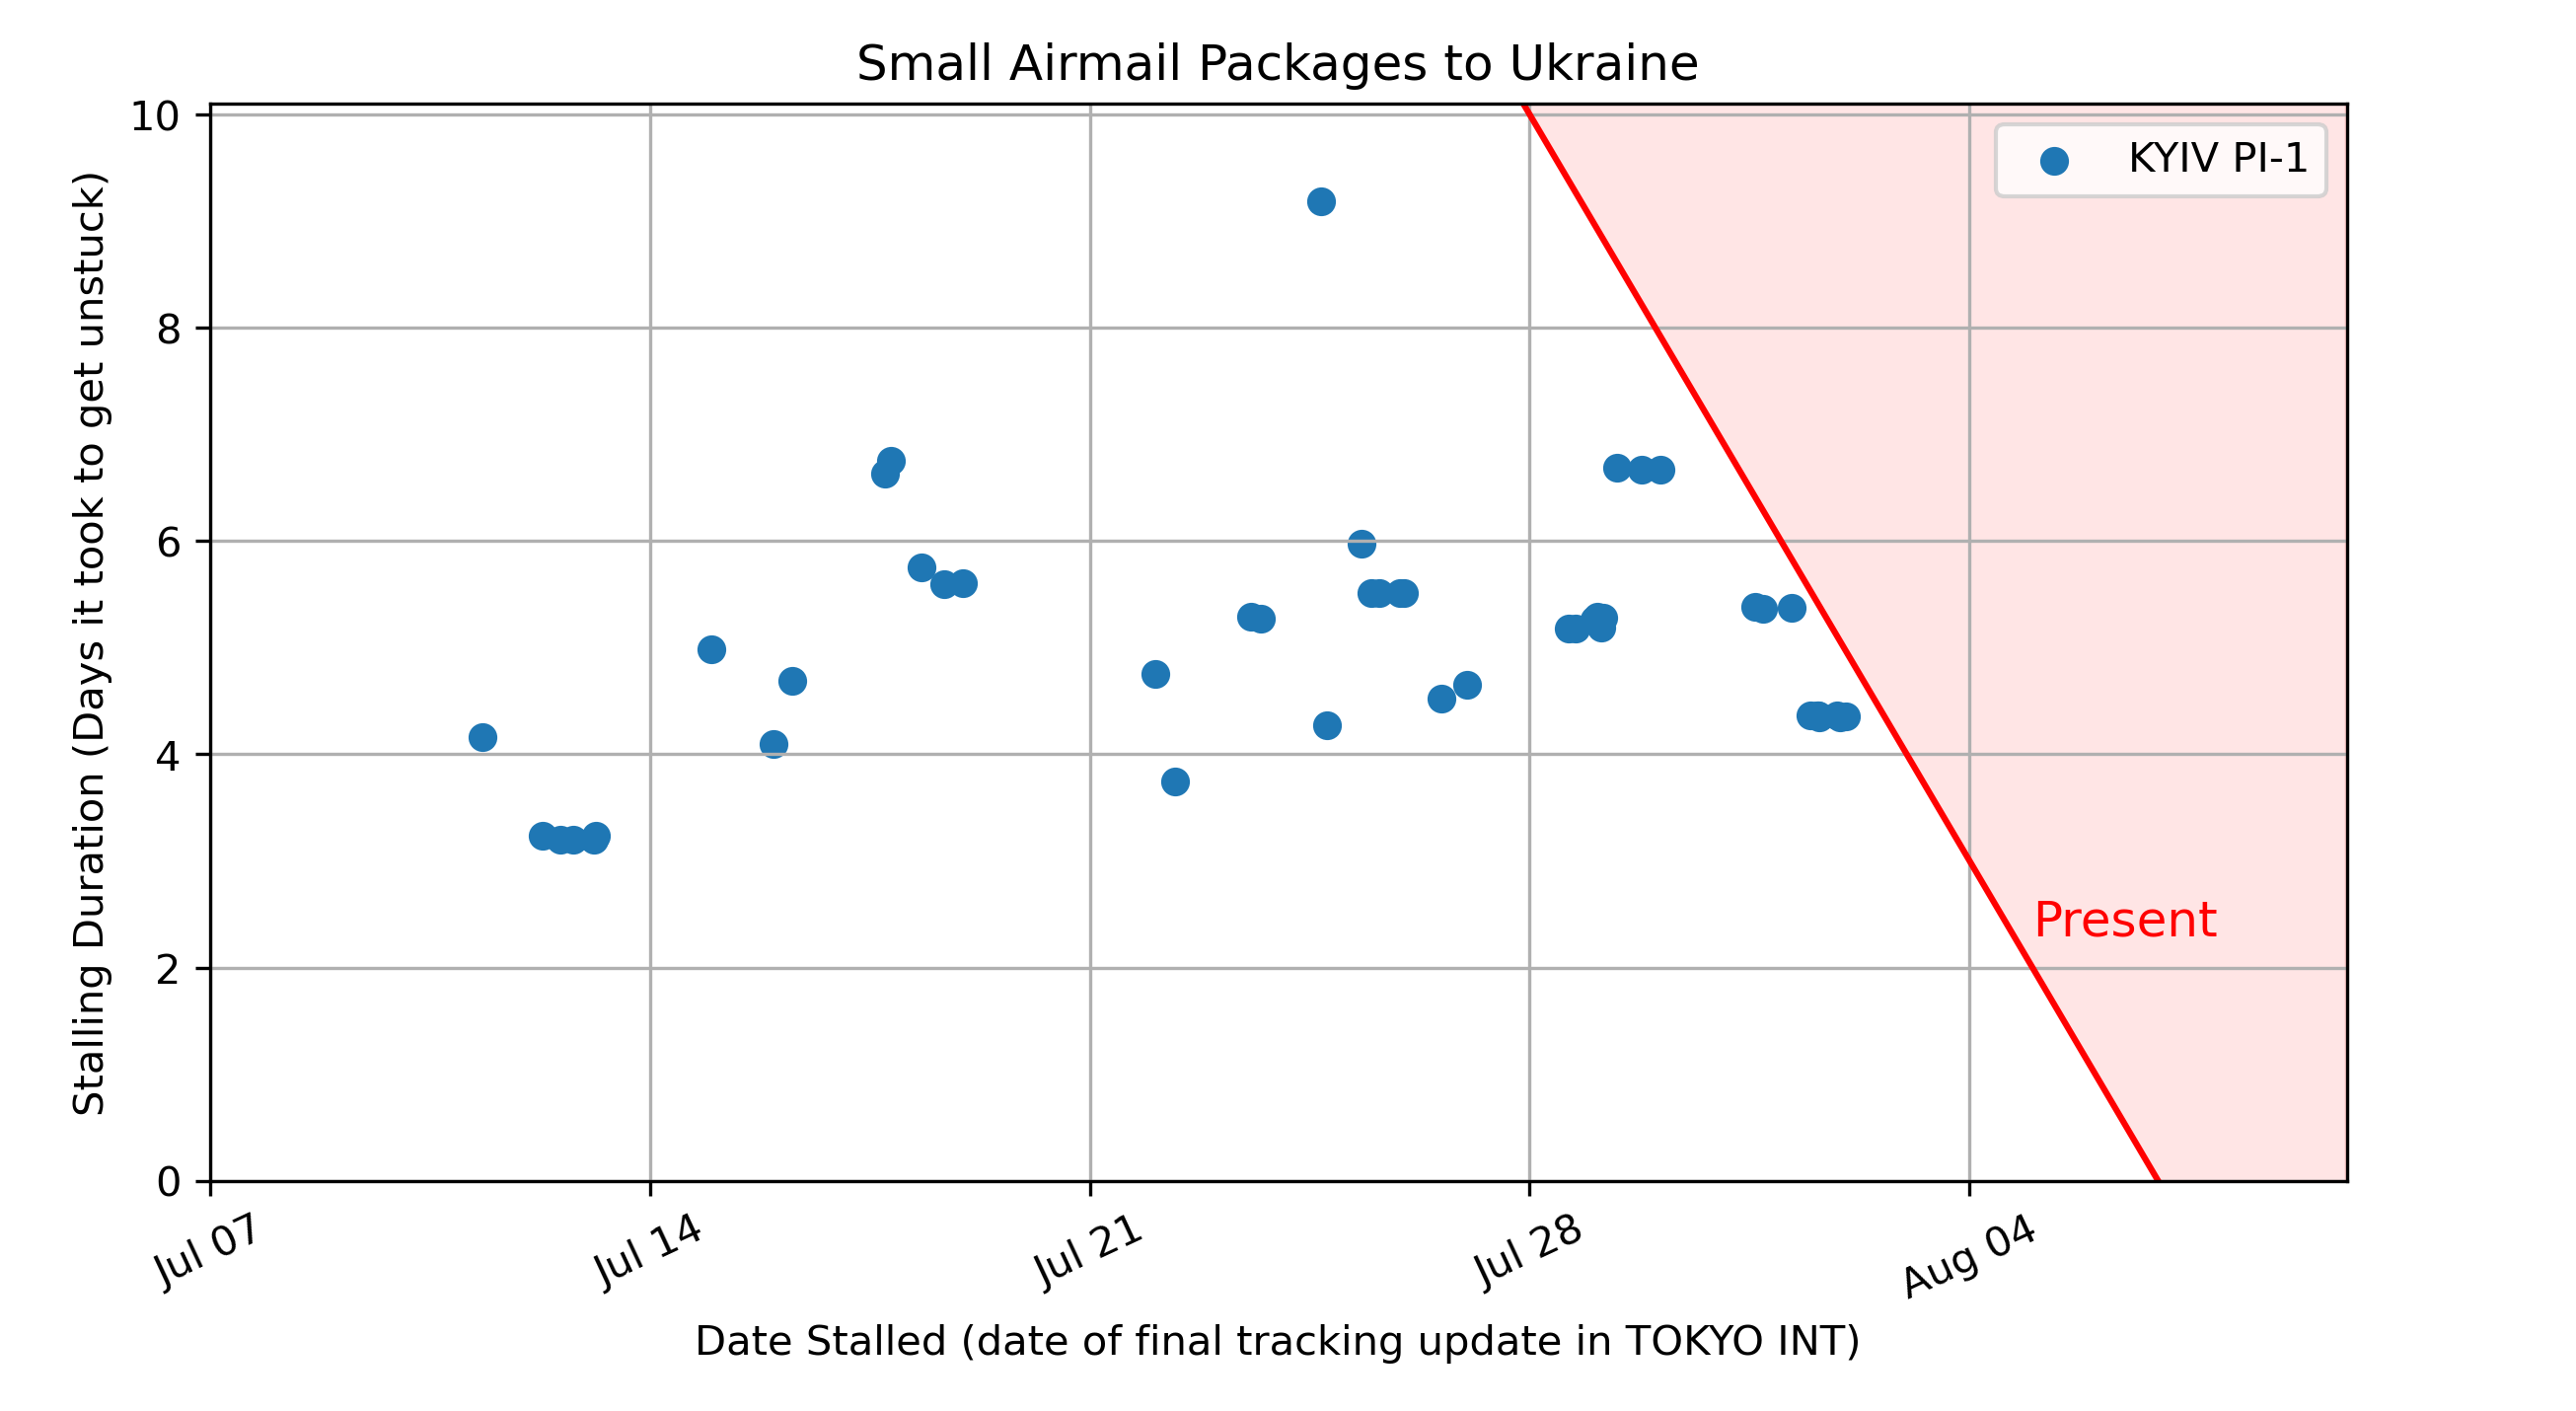 Small Airmail Packages to Ukraine
Stalling Duration (Days it took to get unstuck)
10
8
6
4
2
0
KYIV PI-1
Present
Jul 07
Jul 14
Jul 21
Jul 28
Aug 04
Date Stalled (date of final tracking update in TOKYO INT)